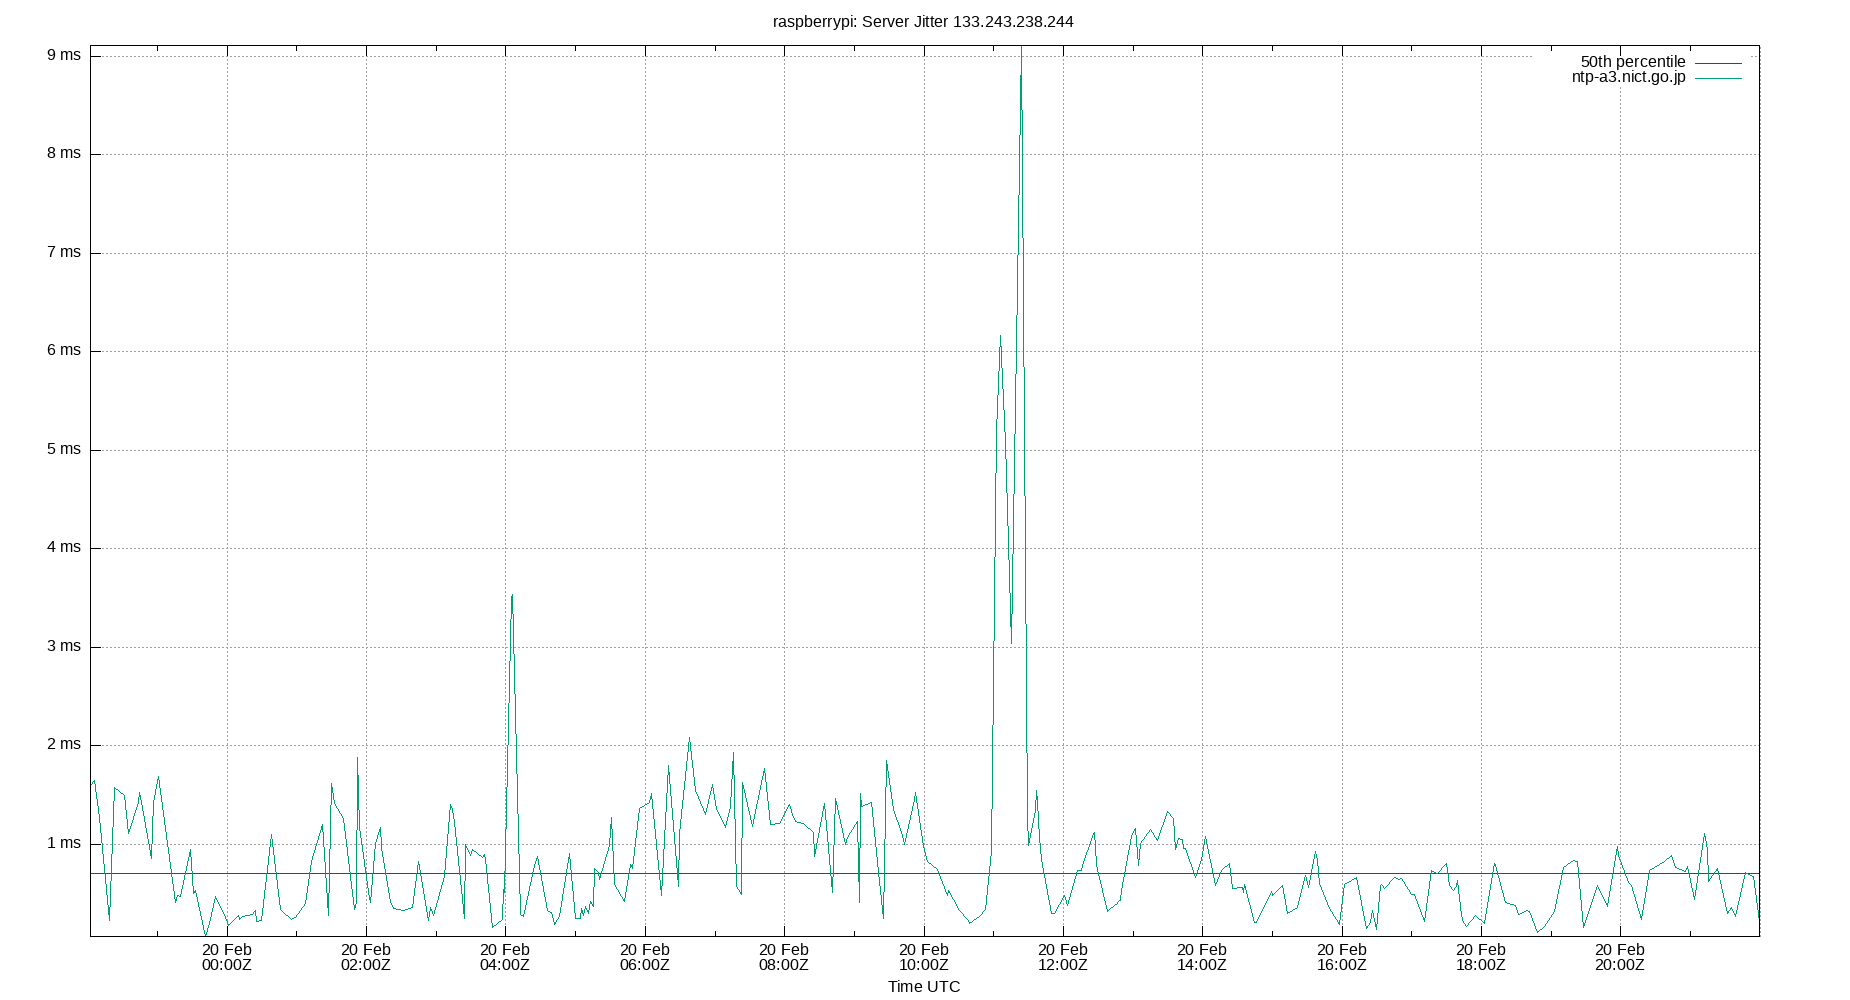 raspberrypi: Server Jitter 133.243.238.244
9 ms
8 ms
7 ms
6 ms
5 ms
4 ms
3 ms
2 ms
1 ms
50th percentile
ntp-a3.nict.go.jp
20 Feb 20 Feb 20 Feb 20 Feb 20 Feb 20 Feb 20 Feb 20 Feb 20 Feb 20 Feb 20 Feb
00:00Z 02:00Z 04:00Z 06:00Z 08:00Z 10:00Z 12:00Z 14:00Z 16:00Z 18:00Z 20:00Z
Time UTC